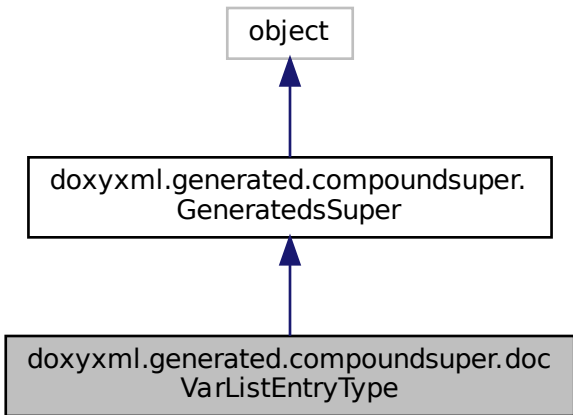 object
doxyxml.generated.compoundsuper.
GeneratedsSuper
doxyxml.generated.compoundsuper.doc
VarListEntryType